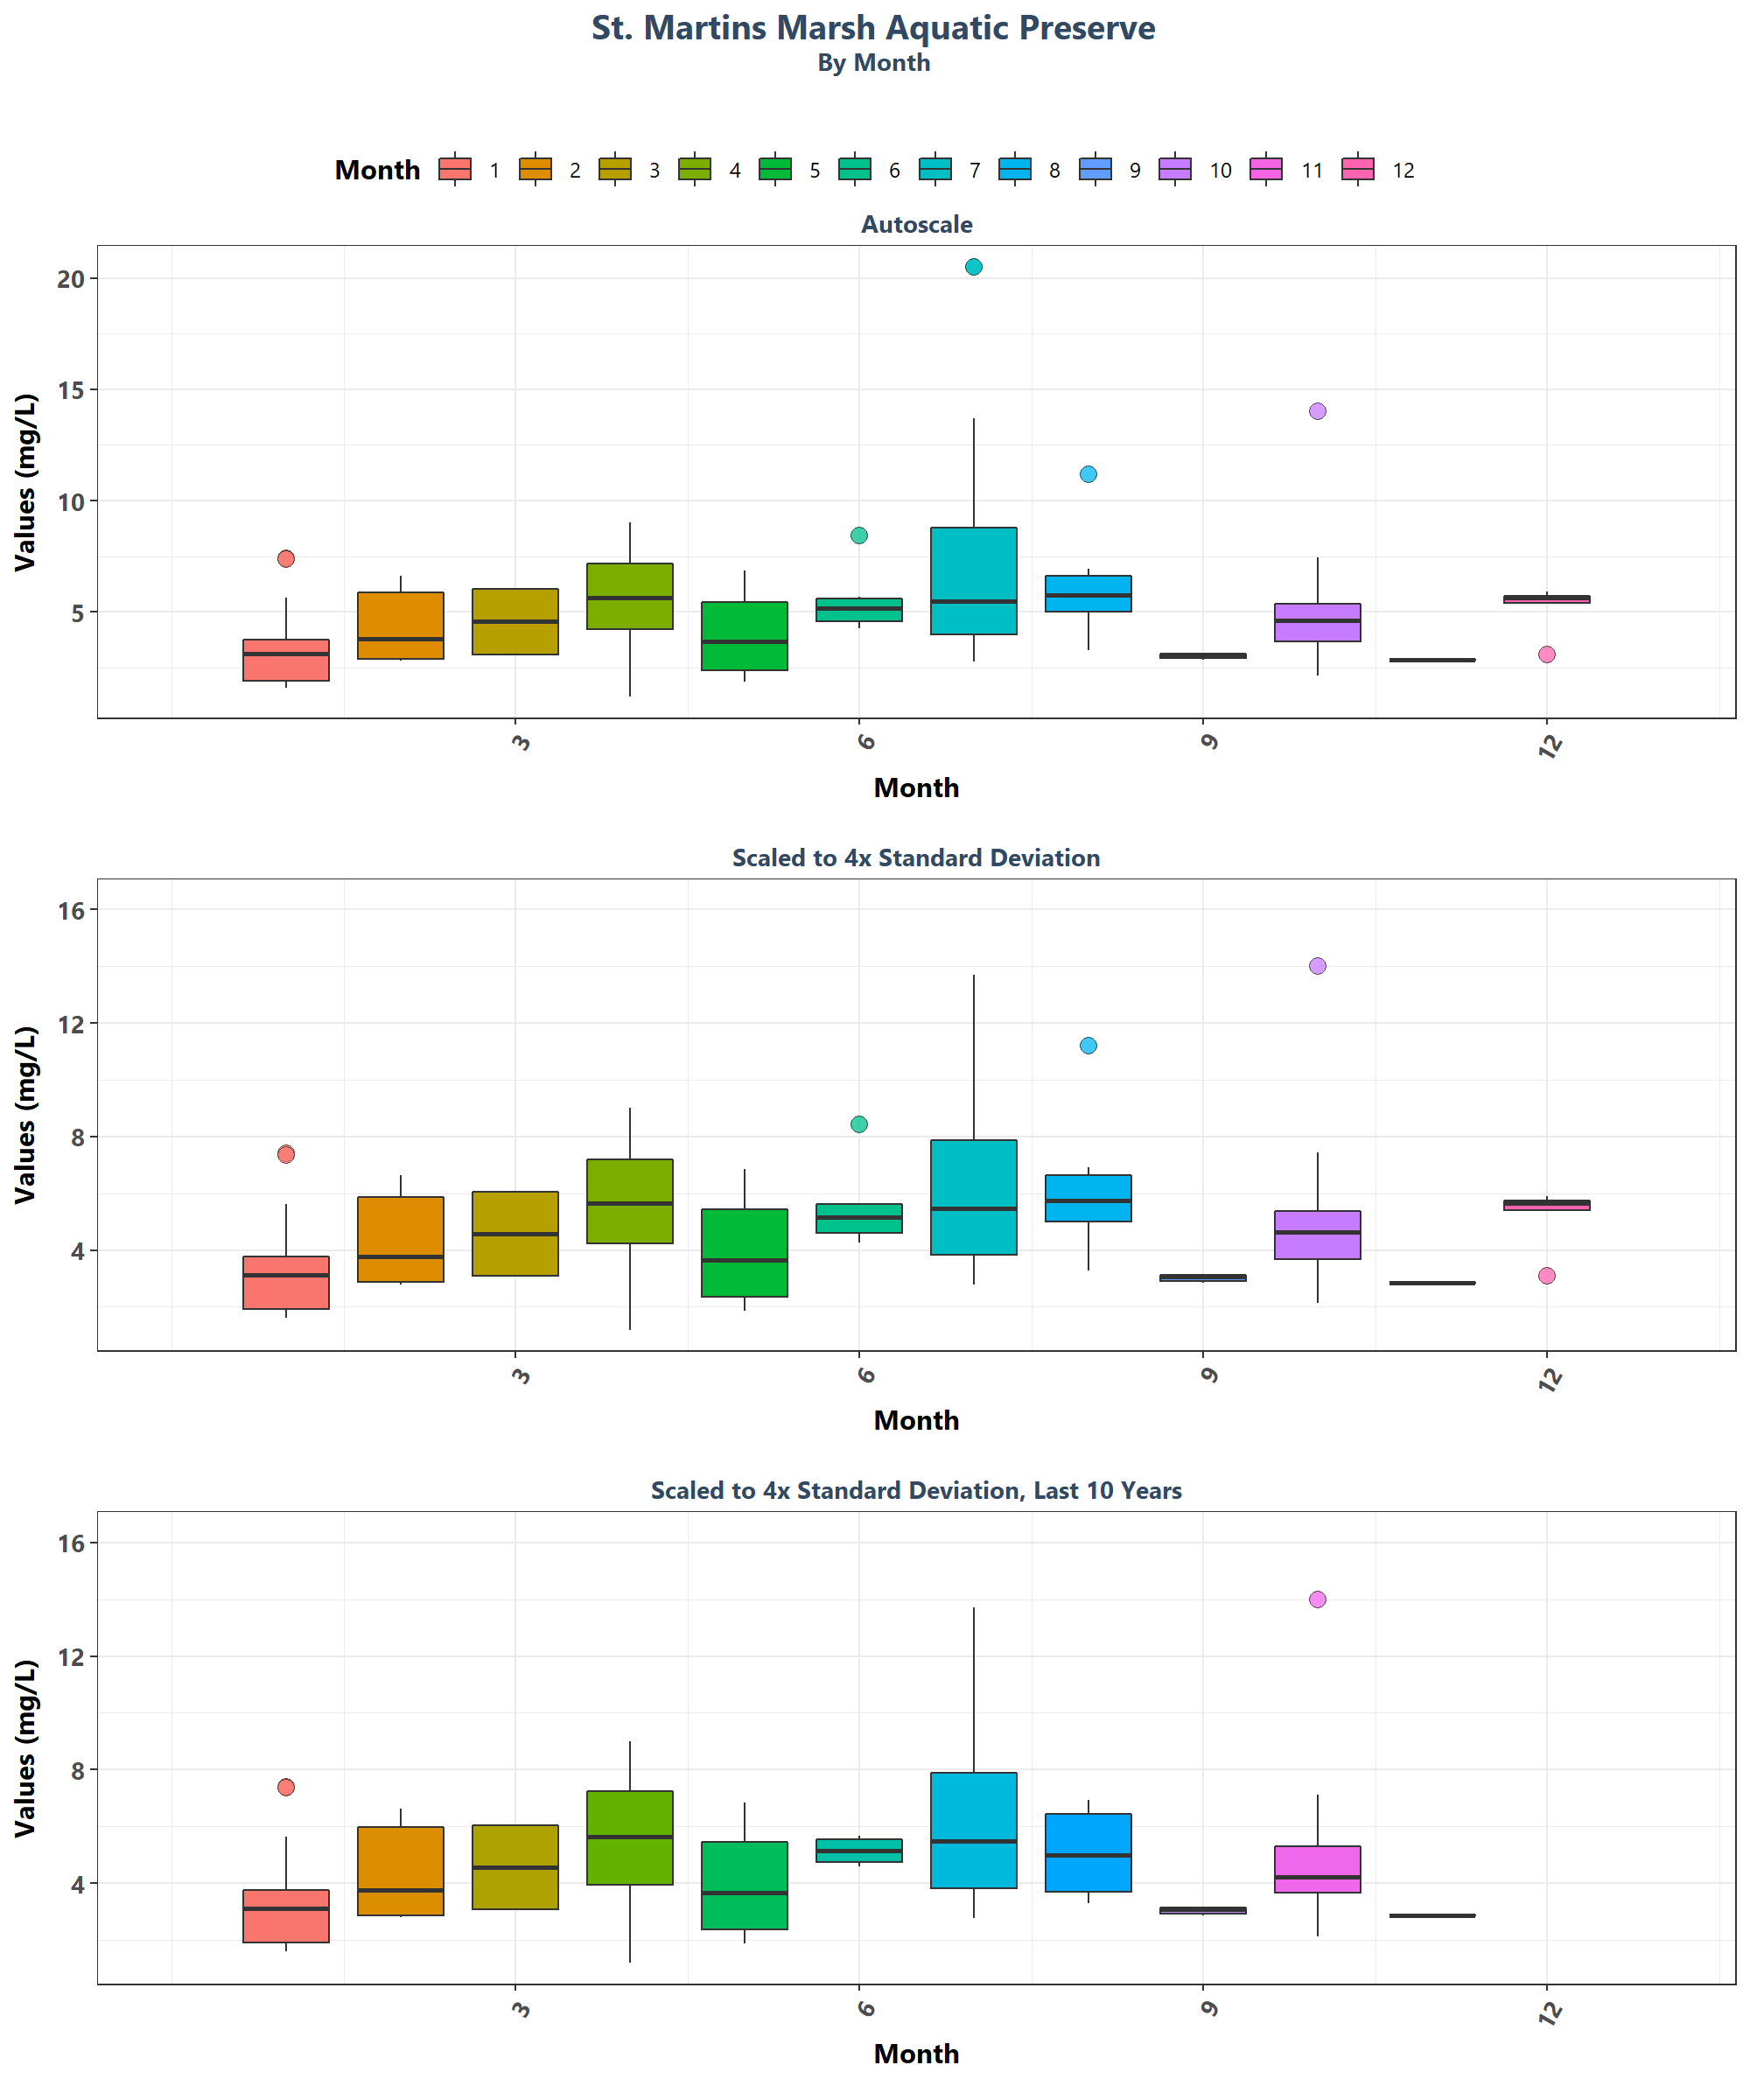 St. Martins Marsh Aquatic Preserve
By Month
Month 1 2 3 4 5 6 7 8 9 10 11 12
Autoscale
Values (mg/L)
20
15
10
5
3 6 9 12
Month
Scaled to 4x Standard Deviation
Values (mg/L)
16
12
8
4
3 6 9 12
Month
Scaled to 4x Standard Deviation, Last 10 Years
Values (mg/L)
16
12
8
4
3 6 9 12
Month